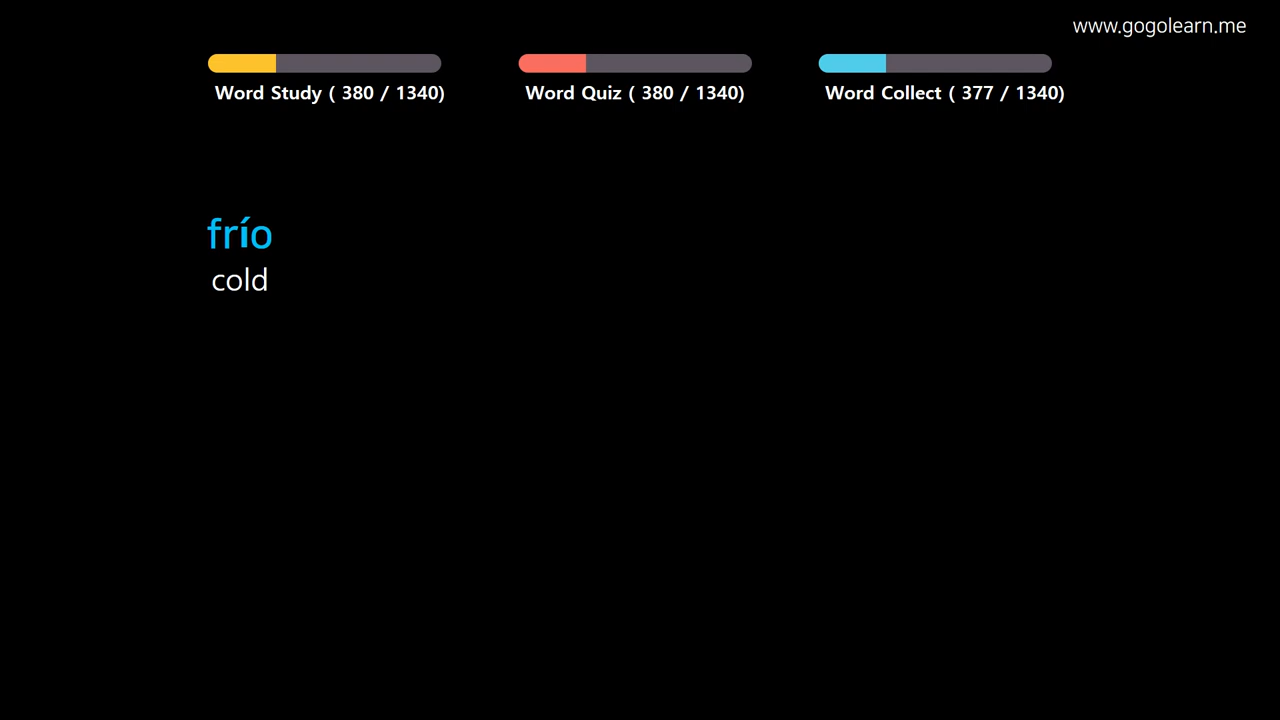 www.gogolearn.me
Word Study ( 380 / 1340)
Word Quiz ( 380 / 1340)
Word Collect ( 377 / 1340)
frío
cold